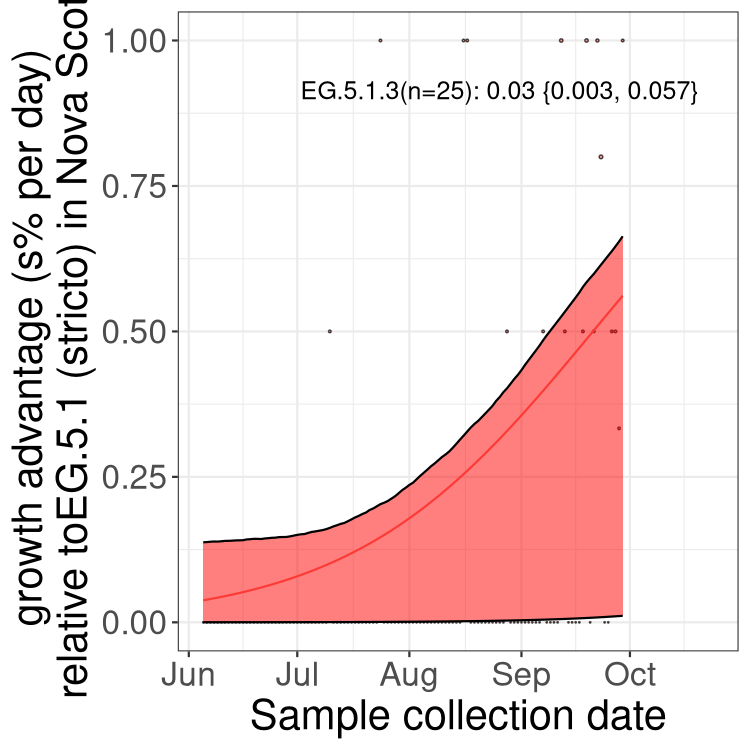 growth advantage (s% per day)
relative toEG.5.1 (stricto) in Nova Scot
1.00
0.75
0.50
0.25
0.00
EG.5.1.3(n=25): 0.03 {0.003, 0.057}
Jun Jul Aug Sep Oct
Sample collection date